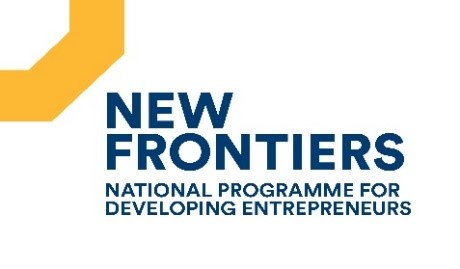 NEW
FRONTIERS
NATIONAL PROGRAMME FOR
DEVELOPING ENTREPRENEURS